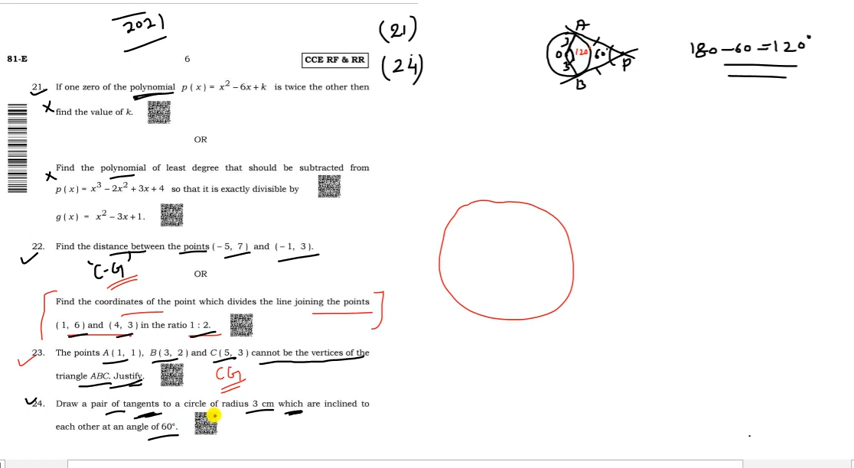 2021
(21)
(24)
81-E
6
CCE RF & RR
21. If one zero of the polynomial p ( x ) = x² – 6x + k is twice the other then
find the value of k.
OR
Find the polynomial of least degree that should be subtracted from
p ( x ) = x³ – 2x² + 3x + 4 so that it is exactly divisible by
g ( x ) = x² – 3x + 1.
22. Find the distance between the points ( – 5, 7 ) and ( – 1, 3 ).
"C-G"
OR
Find the coordinates of the point which divides the line joining the points
( 1, 6 ) and ( 4, 3 ) in the ratio 1 : 2.
23. The points A ( 1, 1 ), B ( 3, 2 ) and C ( 5, 3 ) cannot be the vertices of the
triangle ABC. Justify.
CG
24. Draw a pair of tangents to a circle of radius 3 cm which are inclined to
each other at an angle of 60°.
A
3
O 120 60° P
3
B
180-60=120°